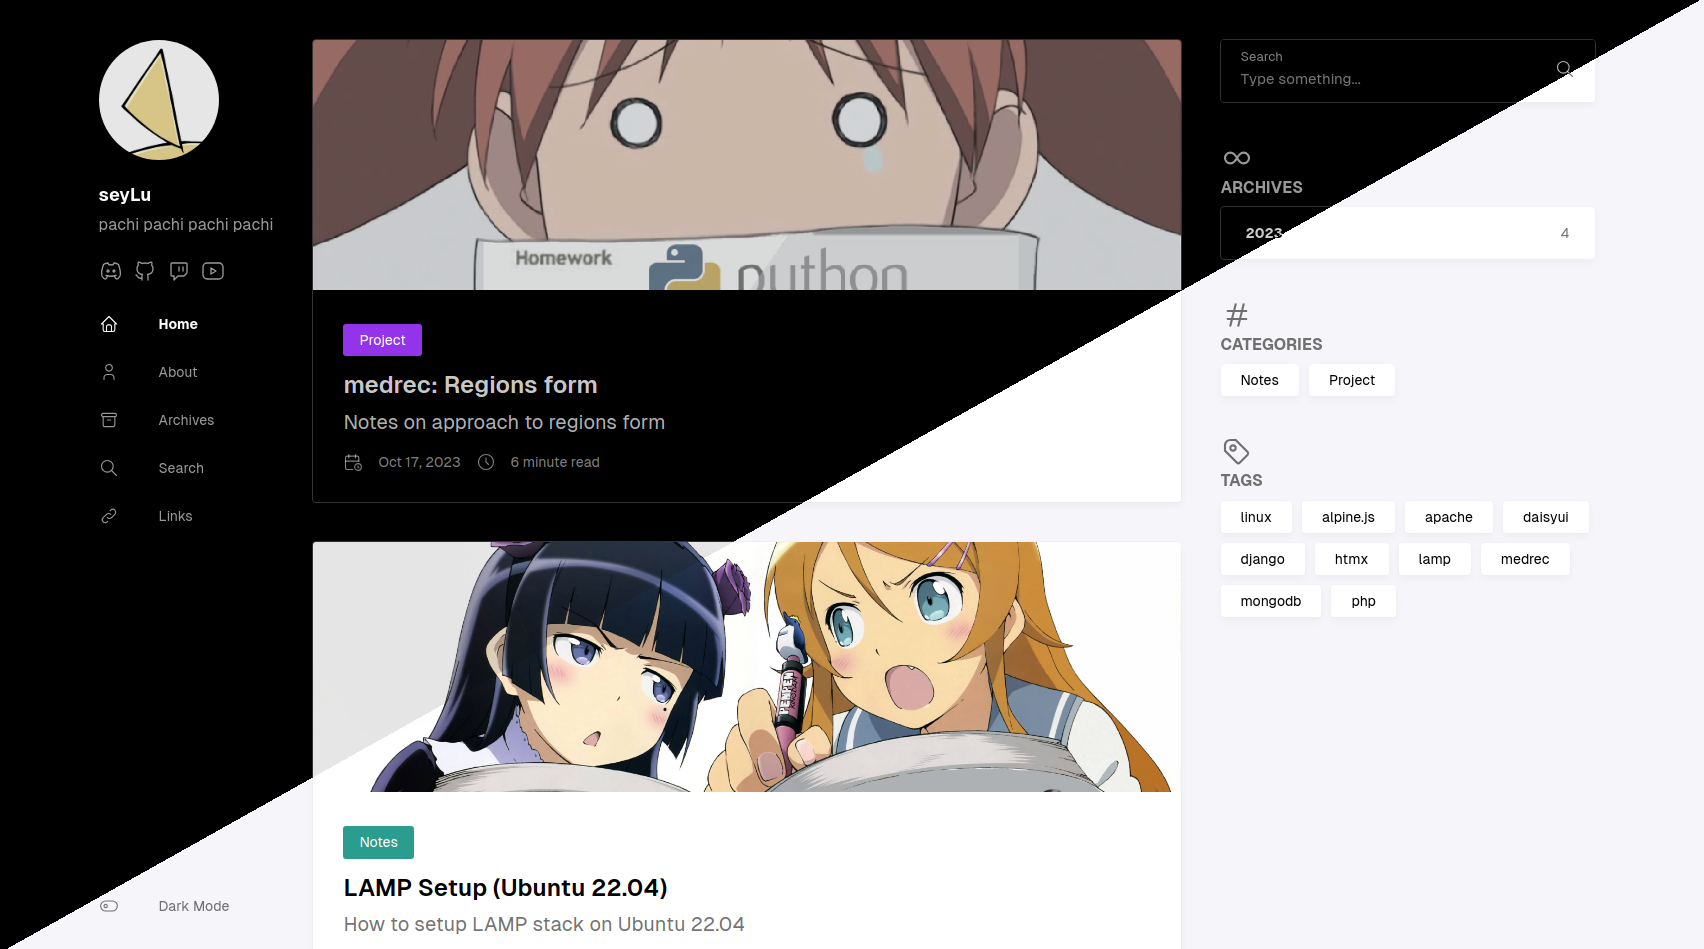 seyLu
pachi pachi pachi pachi
Home
About
Archives
Search
Links
Dark Mode
Homework
python
Project
medrec: Regions form
Notes on approach to regions form
Oct 17, 2023
6 minute read
Notes
LAMP Setup (Ubuntu 22.04)
How to setup LAMP stack on Ubuntu 22.04
Search
Type something...
ARCHIVES
2023 4
CATEGORIES
Notes Project
TAGS
linux alpine.js apache daisyui
django htmx lamp medrec
mongodb php